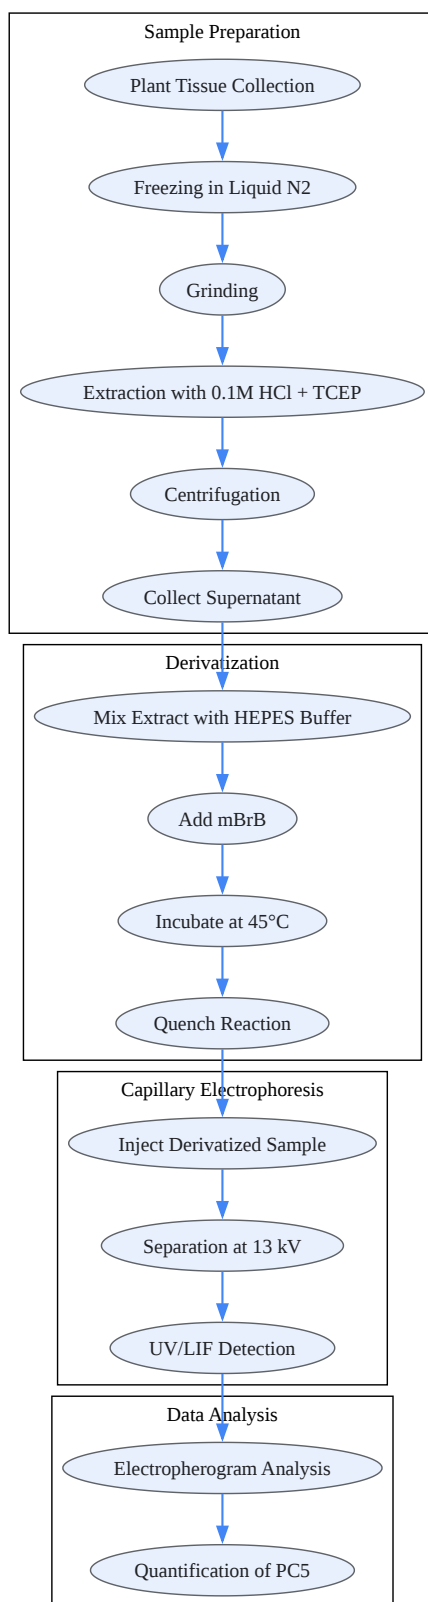 Sample Preparation
Plant Tissue Collection
Freezing in Liquid N2
Grinding
Extraction with 0.1M HCl + TCEP
Centrifugation
Collect Supernatant
Derivatization
Mix Extract with HEPES Buffer
Add mBrB
Incubate at 45°C
Quench Reaction
Capillary Electrophoresis
Inject Derivatized Sample
Separation at 13 kV
UV/LIF Detection
Data Analysis
Electropherogram Analysis
Quantification of PC5